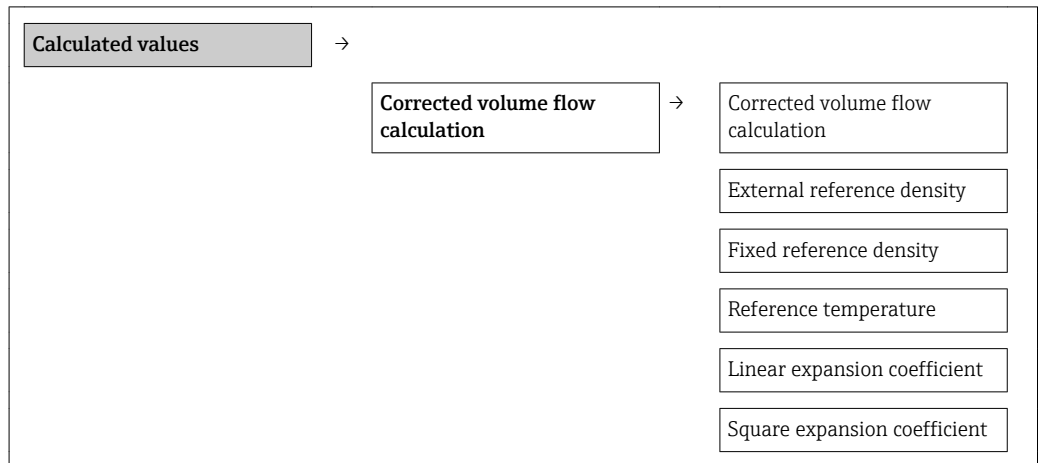 Calculated values →
Corrected volume flow → Corrected volume flow
calculation calculation
External reference density
Fixed reference density
Reference temperature
Linear expansion coefficient
Square expansion coefficient